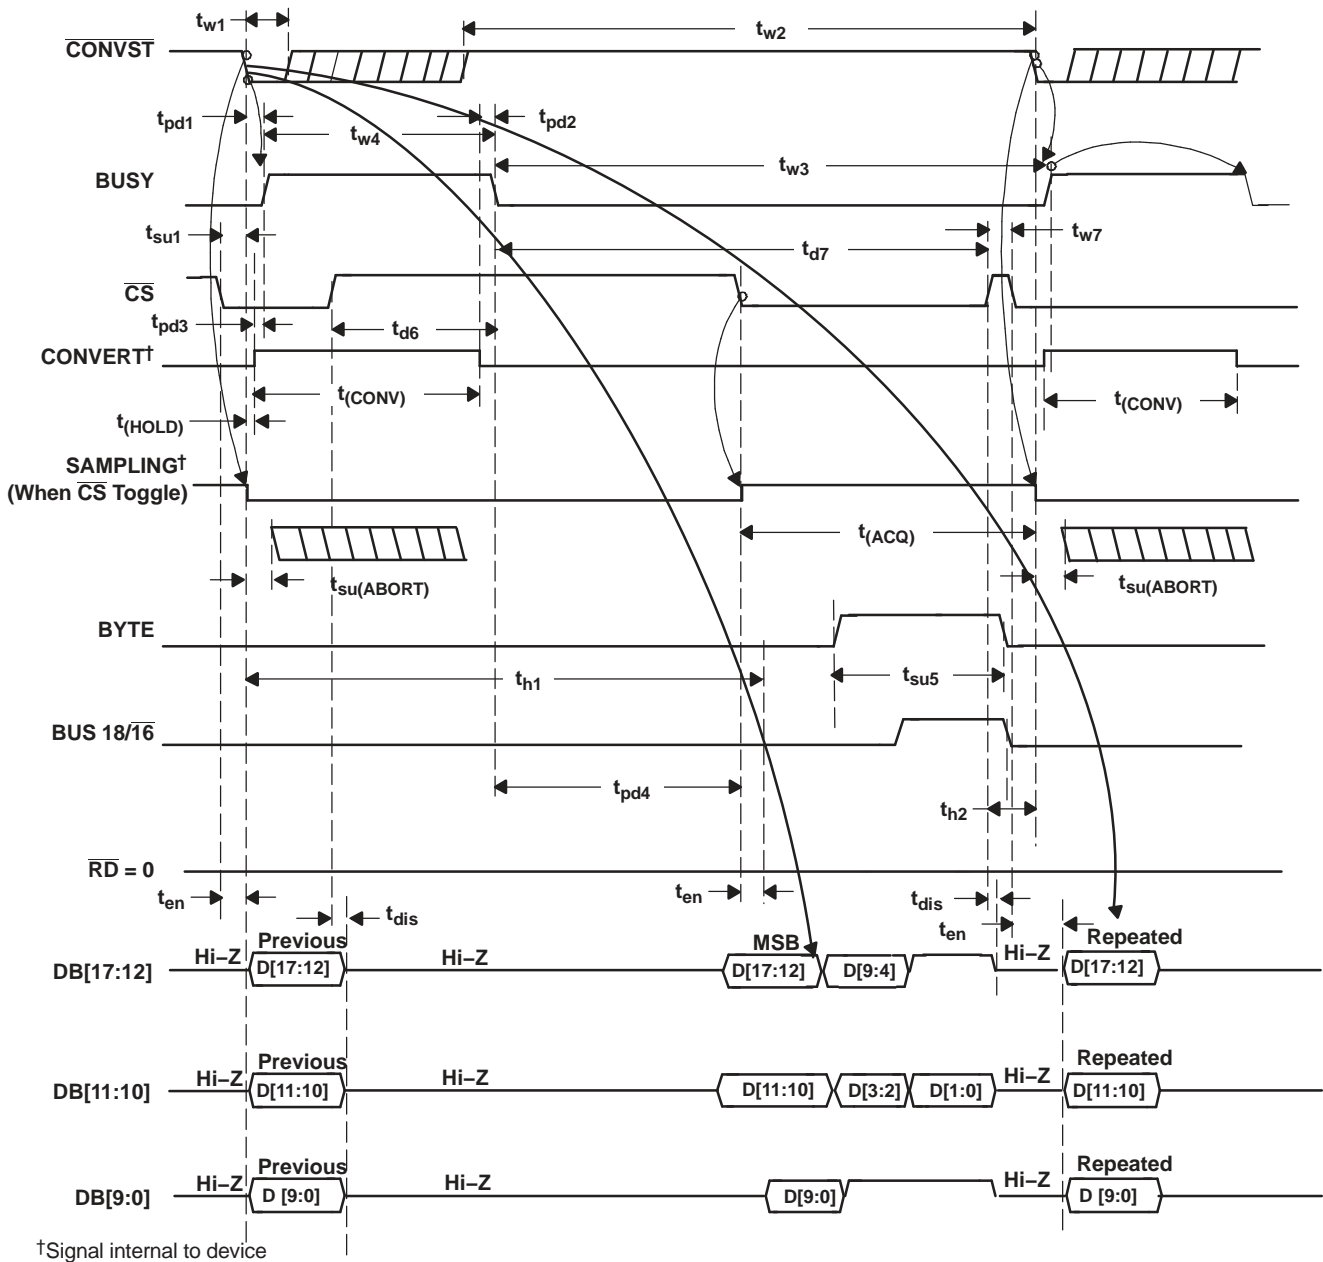 tw1
CONVST
tw2
tpd1
tw4
tpd2
tw3
BUSY
tsu1
td7
tw7
CS
tpd3
td6
CONVERT†
t(CONV)
t(CONV)
t(HOLD)
SAMPLING†
(When CS Toggle)
t(ACQ)
tsu(ABORT)
tsu(ABORT)
BYTE
th1
tsu5
BUS 18/16
tpd4
th2
RD = 0
ten
tdis
ten
tdis
ten
DB[17:12]
Hi–Z
Previous
D[17:12]
Hi–Z
MSB
D[17:12]
D[9:4]
Hi–Z
Repeated
D[17:12]
DB[11:10]
Hi–Z
Previous
D[11:10]
Hi–Z
D[11:10]
D[3:2]
D[1:0]
Hi–Z
Repeated
D[11:10]
DB[9:0]
Hi–Z
Previous
D [9:0]
Hi–Z
D[9:0]
Hi–Z
Repeated
D [9:0]
†Signal internal to device